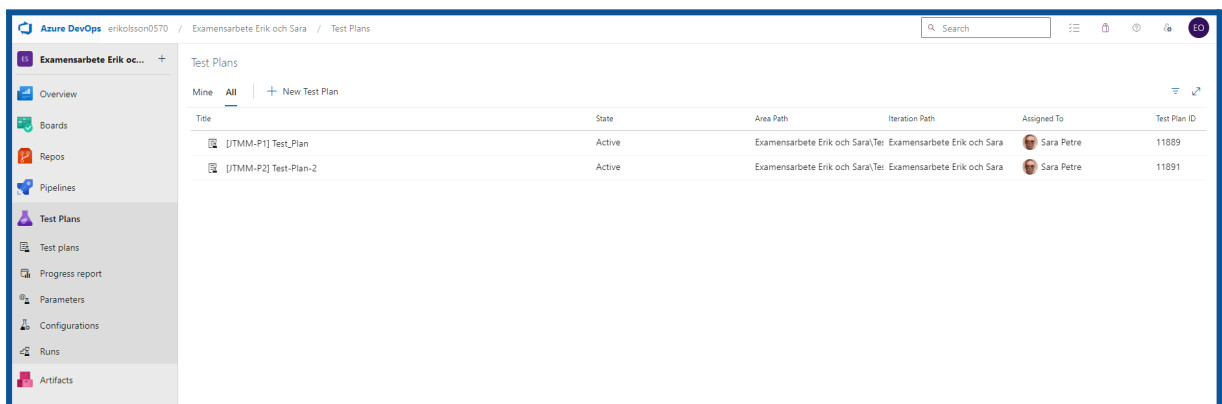 Azure DevOps erikolsson0570 / Examensarbete Erik och Sara / Test Plans Search EO
ES Examensarbete Erik oc... +
Overview
Boards
Repos
Pipelines
Test Plans
Test plans
Progress report
Parameters
Configurations
Runs
Artifacts
Test Plans
Mine All + New Test Plan
Title State Area Path Iteration Path Assigned To Test Plan ID
[JTMM-P1] Test_Plan Active Examensarbete Erik och Sara\Te: Examensarbete Erik och Sara Sara Petre 11889
[JTMM-P2] Test-Plan-2 Active Examensarbete Erik och Sara\Te: Examensarbete Erik och Sara Sara Petre 11891